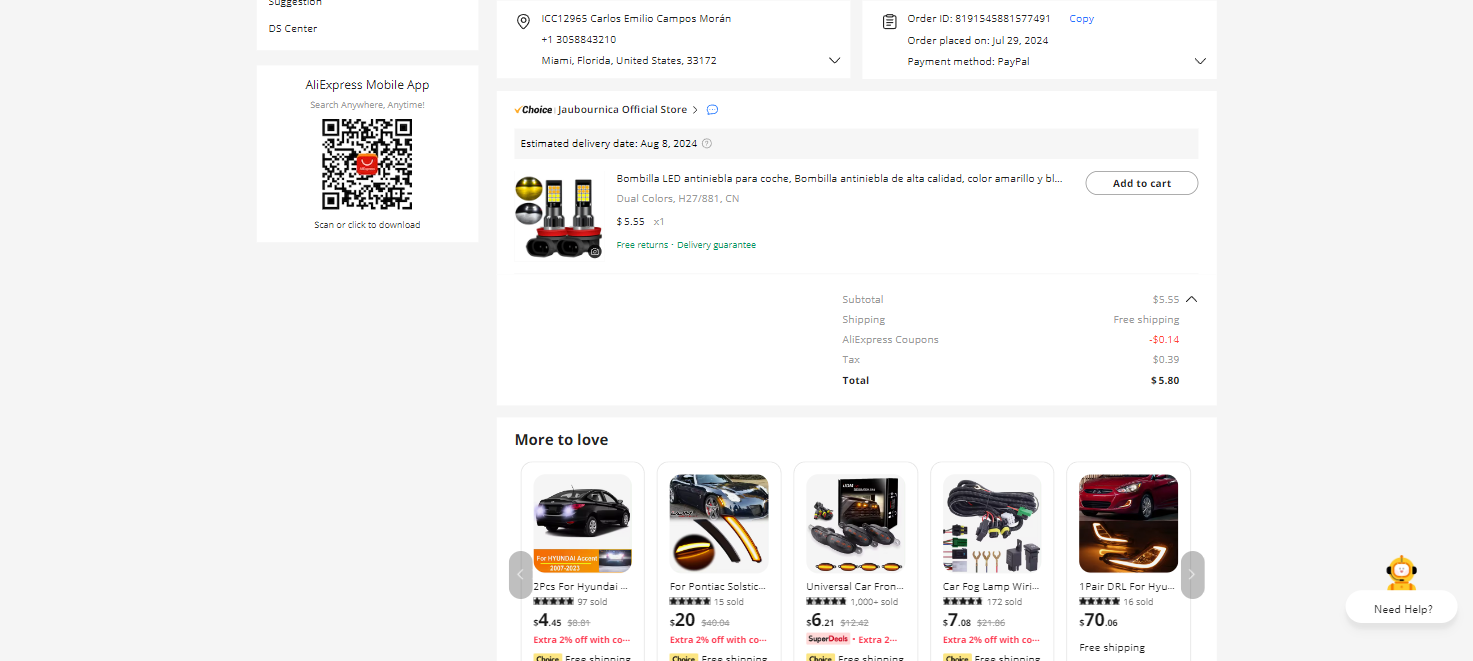 Suggestion
DS Center
AliExpress Mobile App
Search Anywhere, Anytime!
Scan or click to download
ICC12965 Carlos Emilio Campos Morán
+1 3058843210
Miami, Florida, United States, 33172
Order ID: 8191545881577491 Copy
Order placed on: Jul 29, 2024
Payment method: PayPal
Choice Jaubournica Official Store
Estimated delivery date: Aug 8, 2024
Bombilla LED antiniebla para coche, Bombilla antiniebla de alta calidad, color amarillo y bl...
Add to cart
Dual Colors, H27/881, CN
$5.55 x1
Free returns · Delivery guarantee
Subtotal $5.55
Shipping Free shipping
AliExpress Coupons -$0.14
Tax $0.39
Total $5.80
More to love
For HYUNDAI Accent
2007-2023
2Pcs For Hyundai ...
97 sold
$4.45 $8.81
Extra 2% off with co···
Choice Free shipping
For Pontiac Solstic...
15 sold
$20 $40.04
Extra 2% off with co···
Choice Free shipping
Universal Car Fron...
1,000+ sold
$6.21 $12.42
SuperDeals • Extra 2···
Choice Free shipping
Car Fog Lamp Wiri...
172 sold
$7.08 $21.86
Extra 2% off with co···
Choice Free shipping
1Pair DRL For Hyu...
16 sold
$70.06
Free shipping
Need Help?